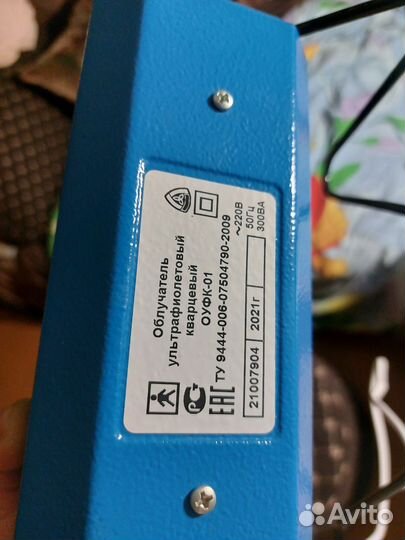 Облучатель
ультрафиолетовый
кварцевый
ОУФК-01
ТУ 9444-006-07504790-2009
~220В
50Гц
300ВА
EAC
21007904 2021г
Avito